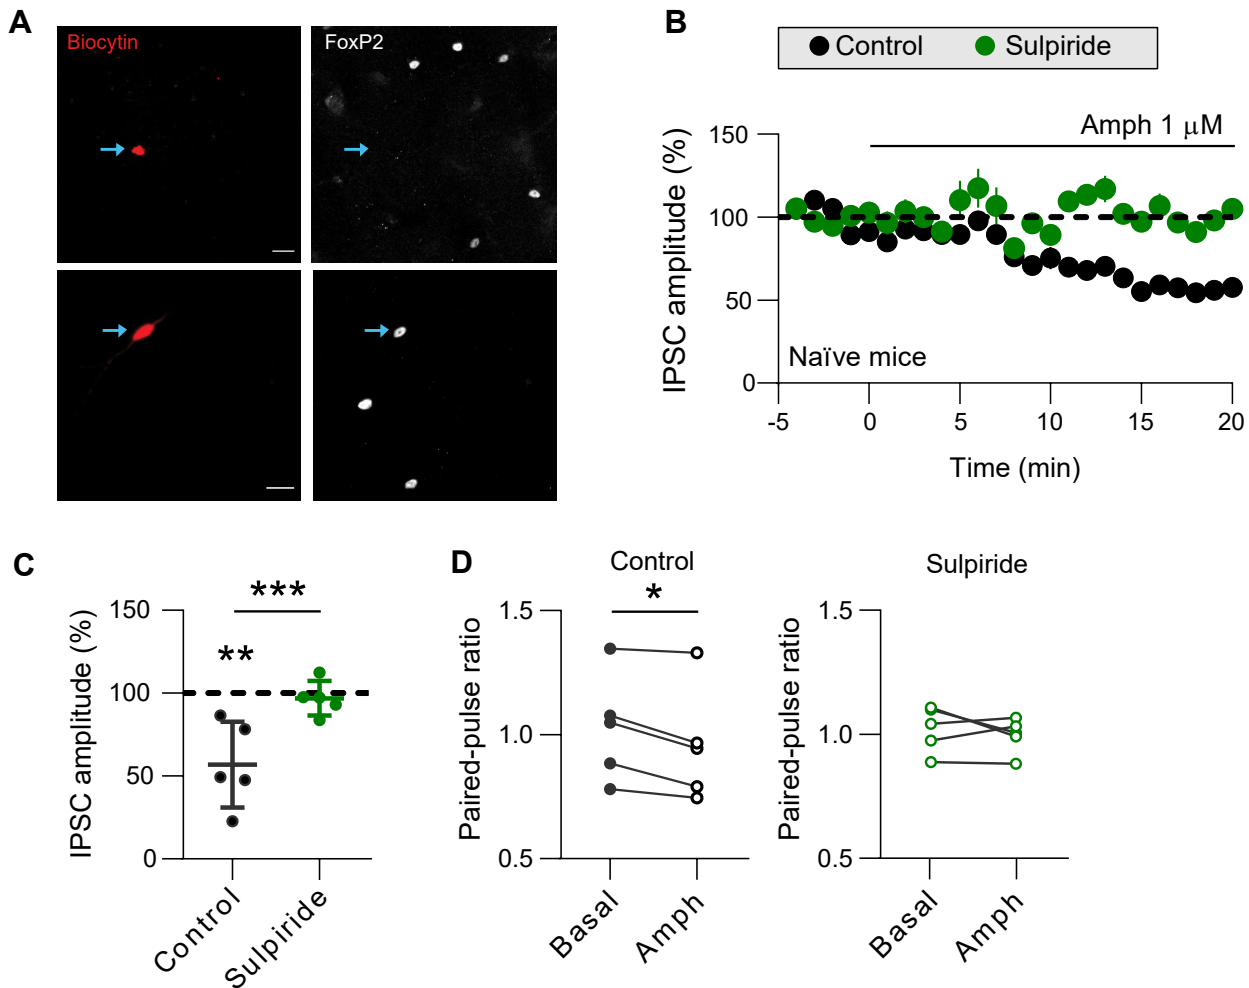 A
Biocytin
FoxP2
B
Control
Sulpiride
Amph 1 μM
IPSC amplitude (%)
150
100
50
0
Naïve mice
-5
0
5
10
15
20
Time (min)
C
***
**
IPSC amplitude (%)
150
100
50
0
Control
Sulpiride
D
Control
*
Paired-pulse ratio
1.5
1.0
0.5
Basal
Amph
Sulpiride
Paired-pulse ratio
1.5
1.0
0.5
Basal
Amph